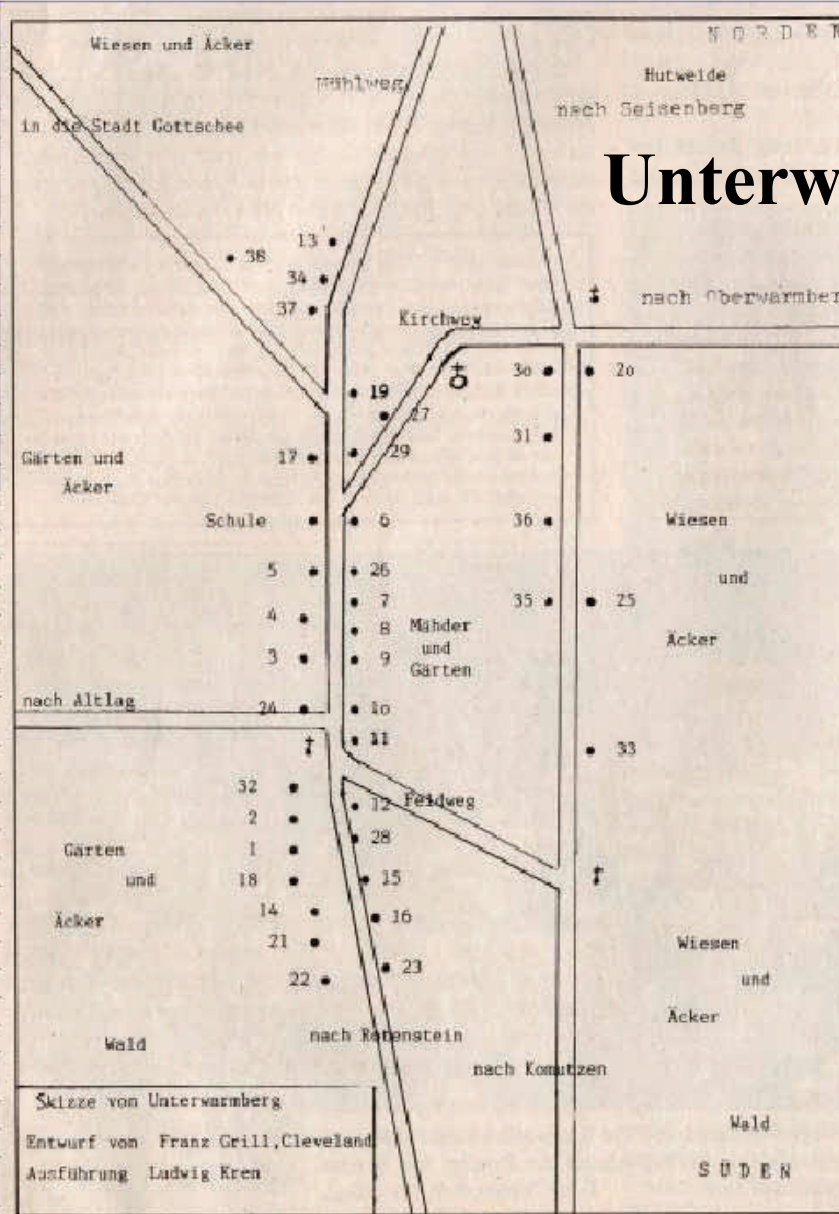 Wiesen und Äcker
NORDEN
Mühlweg
Hutweide
nach Seisenberg
in die Stadt Gottschee
Unterw
13
38
34
37
nach Oberwarmber
Kirchweg
30
20
19
27
31
29
Gärten und
Äcker
17
Schule
6
36
Wiesen
und
Äcker
5
26
7
35
25
4
8
Mähder
und
Gärten
3
9
nach Altlag
24
10
11
33
32
12
Feldweg
2
28
Gärten
und
Äcker
1
18
15
14
16
21
23
22
Wiesen
und
Äcker
Wald
nach Rotenstein
nach Komutzen
Skizze von Unterwarmberg
Entwurf von Franz Grill,Cleveland
Ausführung Ludwig Kren
Wald
SÜDEN